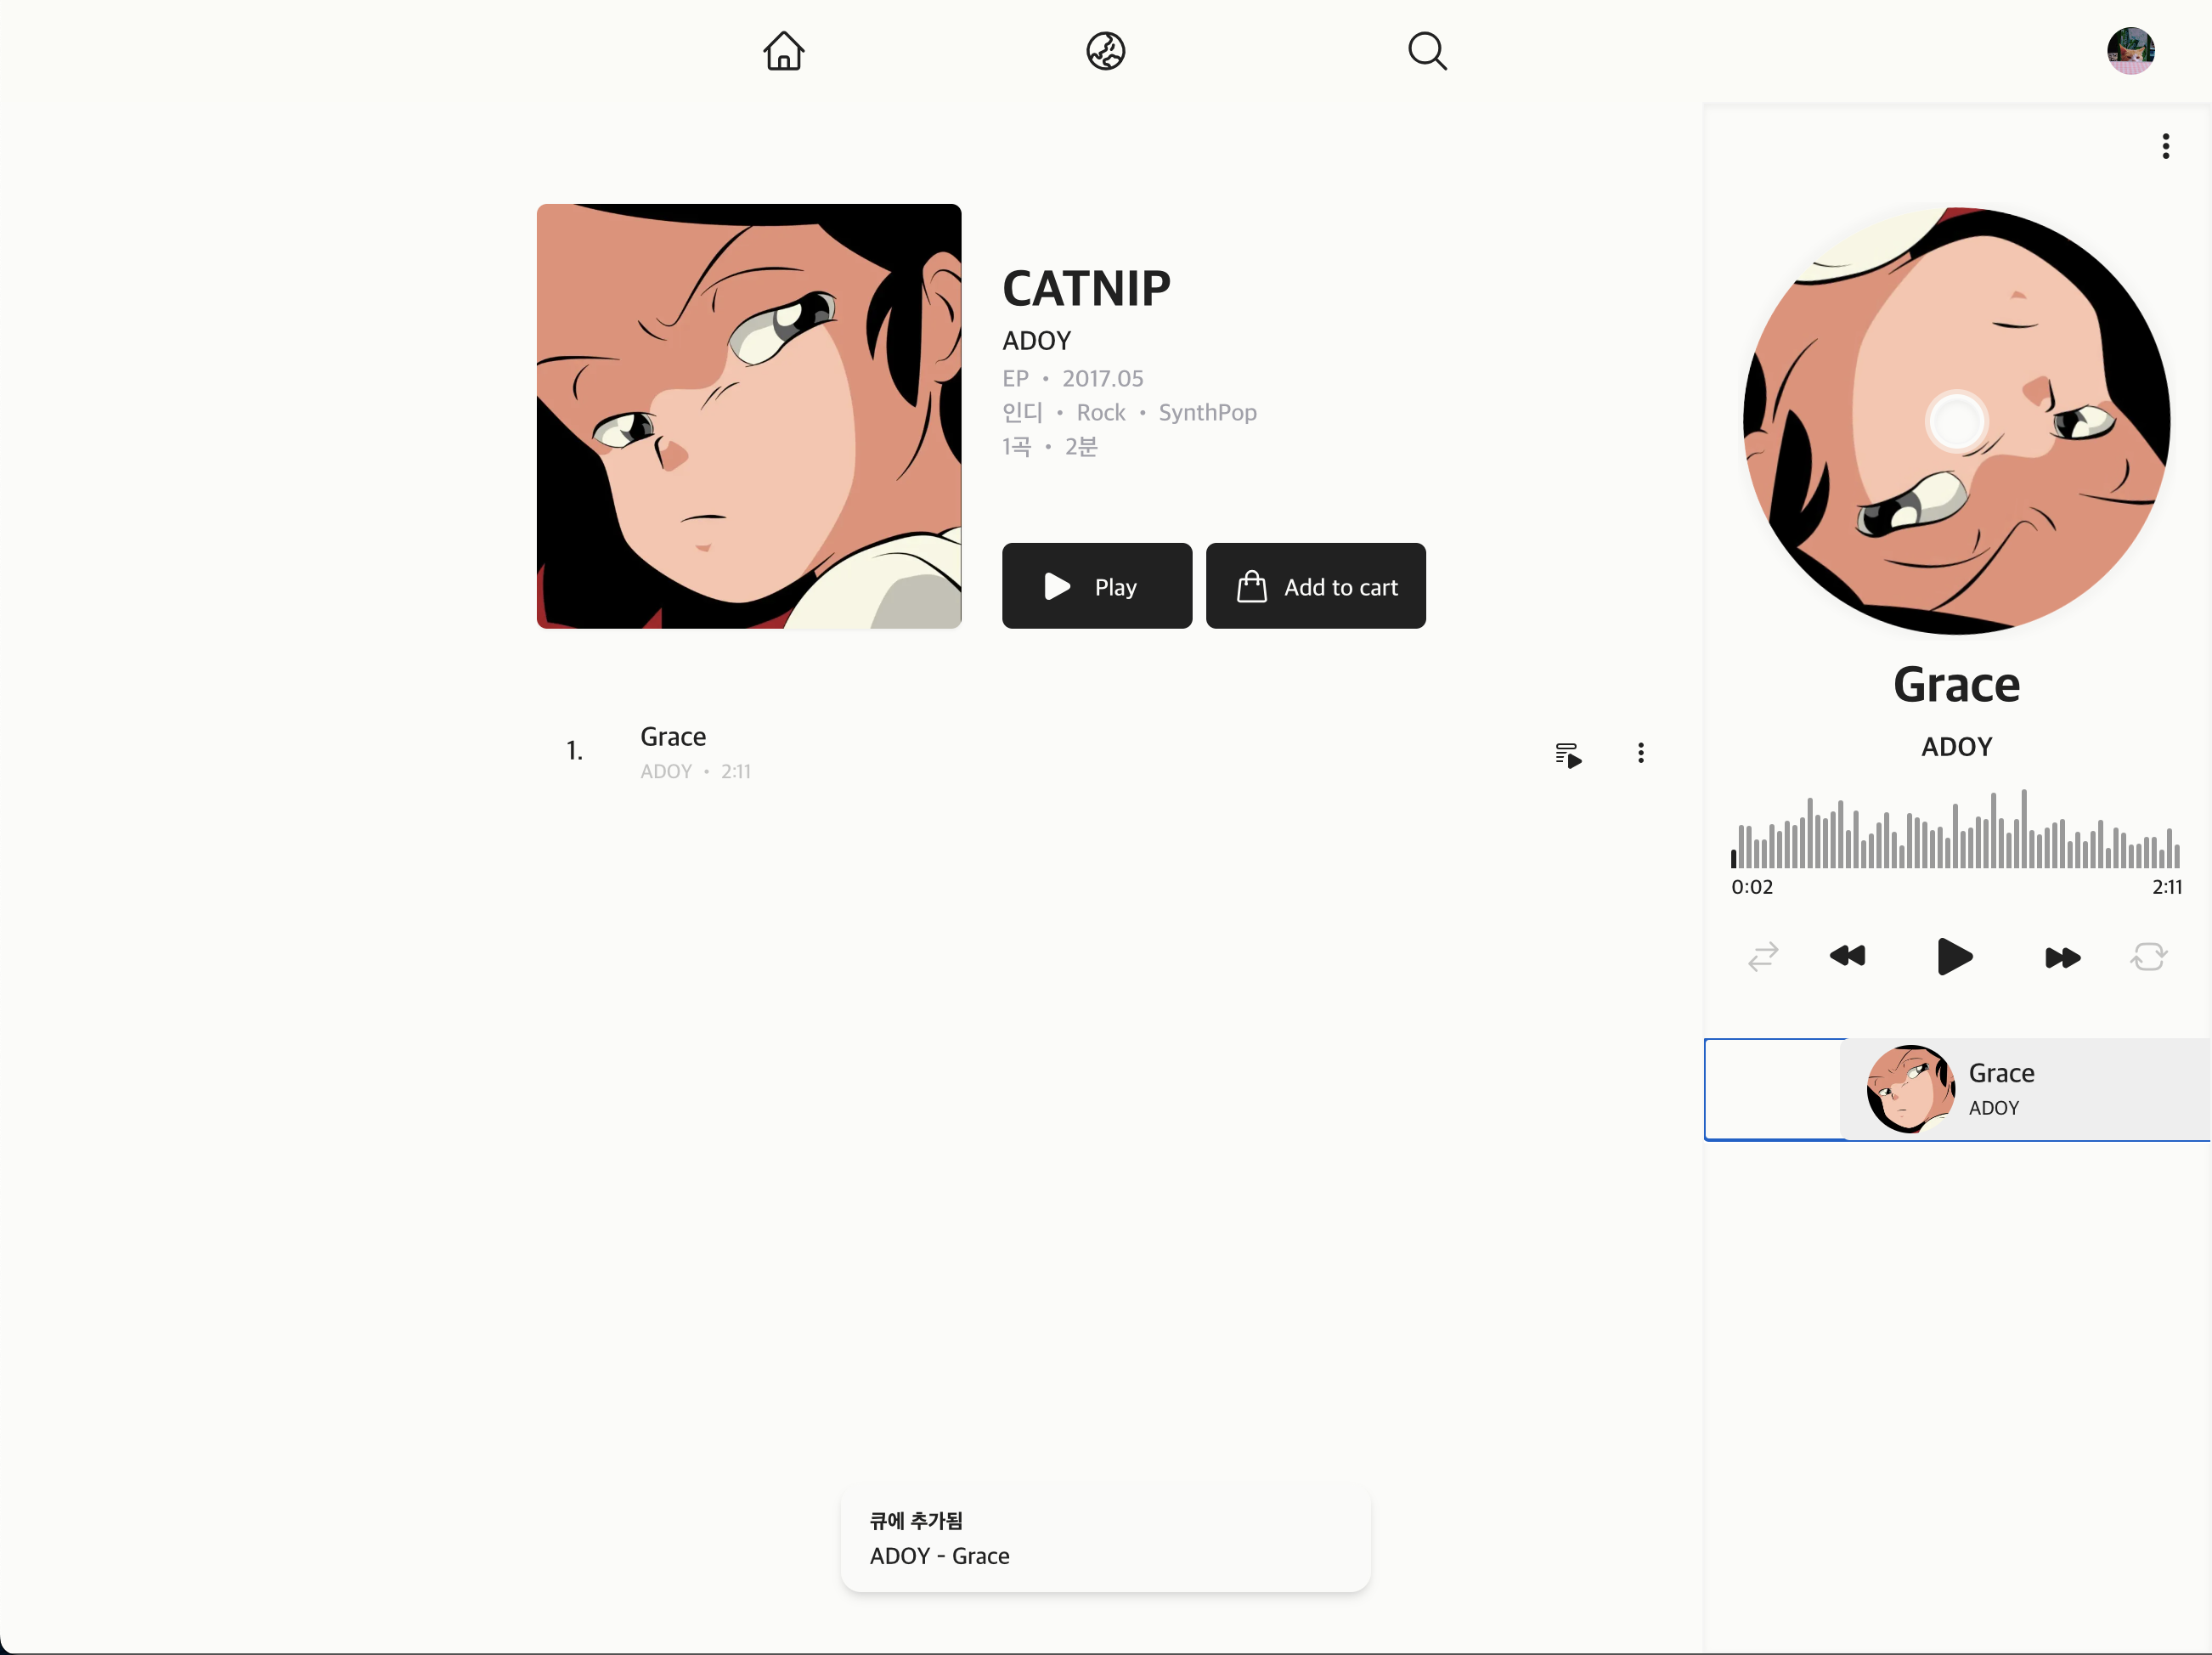 CATNIP
ADOY
EP • 2017.05
인디 • Rock • SynthPop
1곡 • 2분
Play
Add to cart
1.
Grace
ADOY • 2:11
Grace
ADOY
0:02
2:11
Grace
ADOY
큐에 추가됨
ADOY - Grace